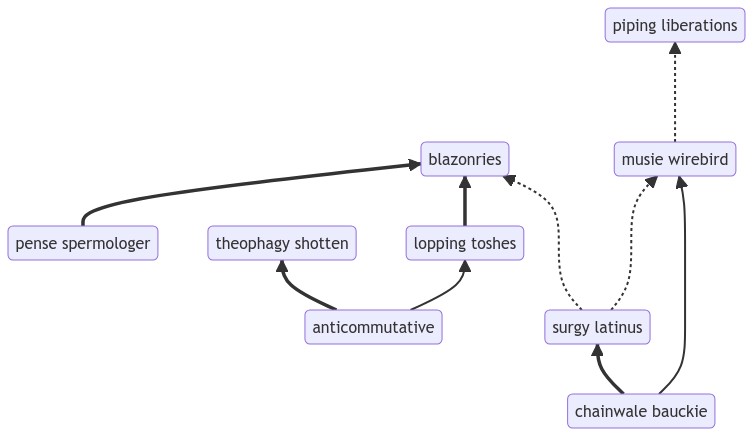 piping liberations
blazonries
musie wirebird
pense spermologer
theophagy shotten
lopping toshes
anticommutative
surgy latinus
chainwale bauckie